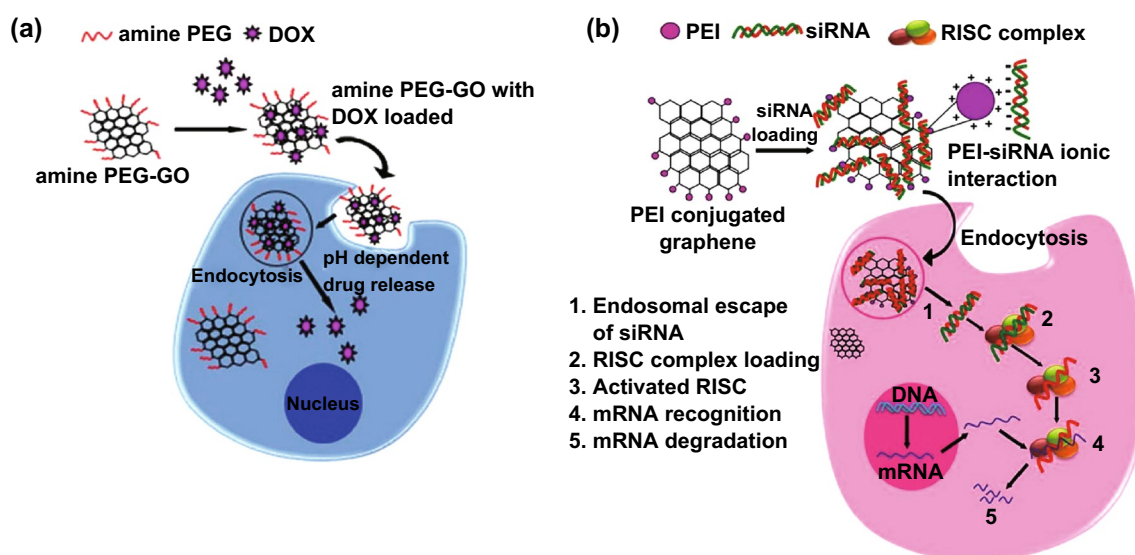 (a)
amine PEG
DOX
amine PEG-GO with
DOX loaded
amine PEG-GO
Endocytosis
pH dependent
drug release
Nucleus
(b)
PEI
siRNA
RISC complex
siRNA
loading
+ + + + + + + + + +
- - - - - -
PEI-siRNA ionic
interaction
PEI conjugated
graphene
Endocytosis
1. Endosomal escape
of siRNA
2. RISC complex loading
3. Activated RISC
4. mRNA recognition
5. mRNA degradation
1
2
3
DNA
mRNA
4
5